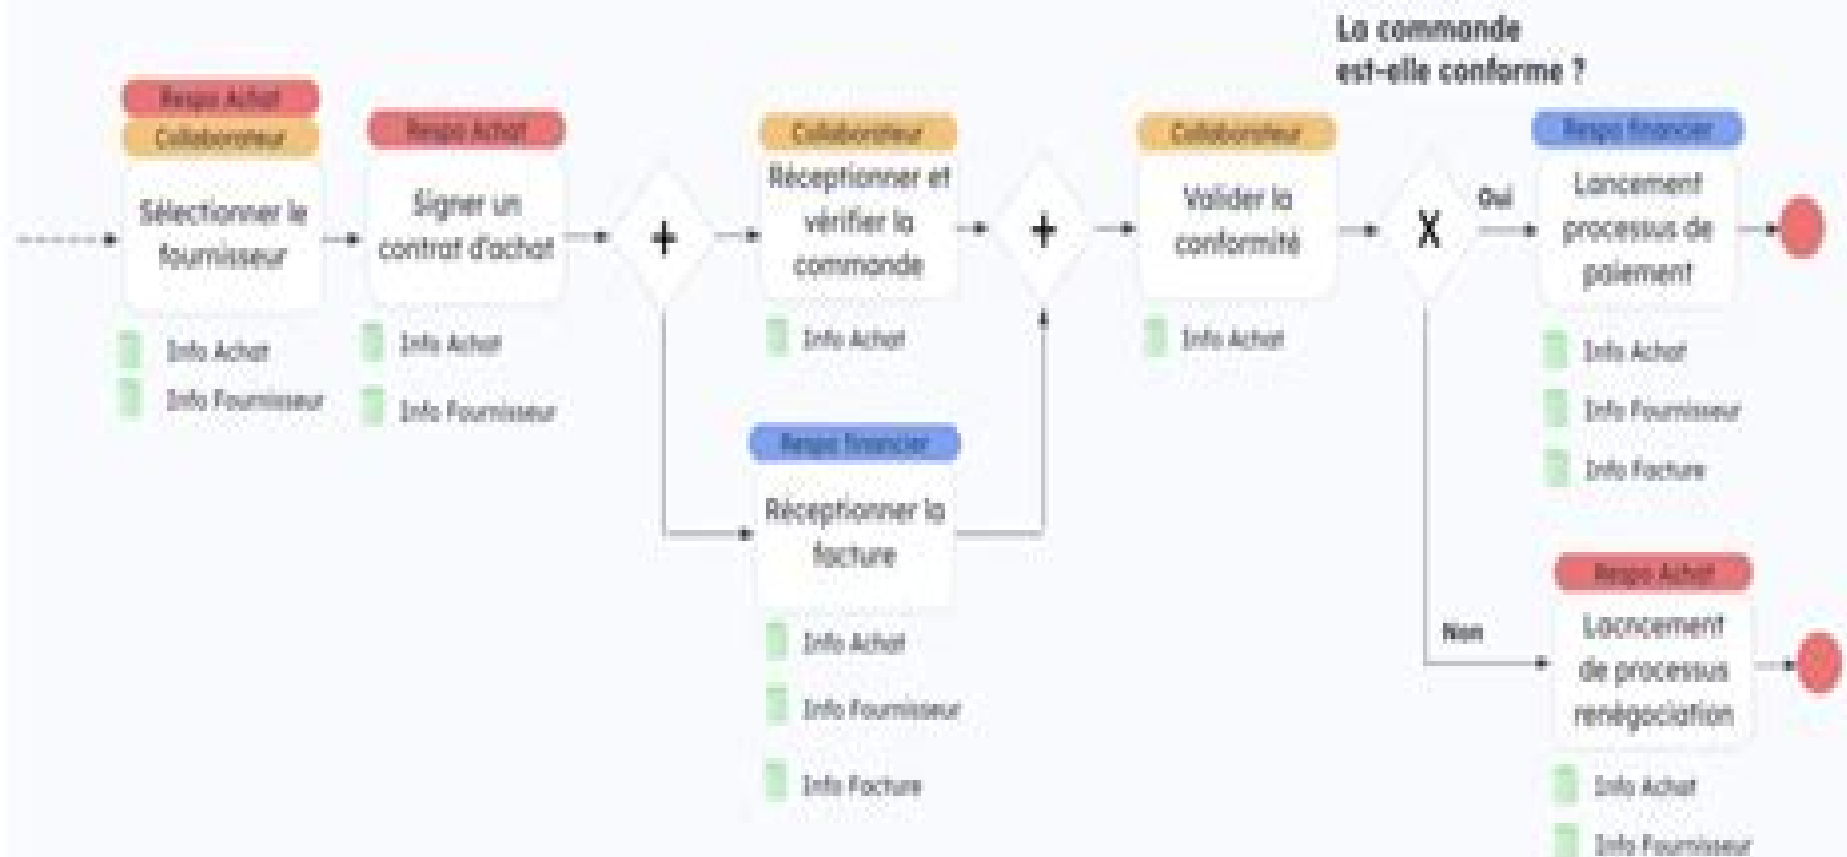 La commande
est-elle conforme ?
Respo Achat
Collaborateur
Sélectionner le
fournisseur
Info Achat
Info Fournisseur
Respo Achat
Signer un
contrat d'achat
Info Achat
Info Fournisseur
+
Collaborateur
Réceptionner et
vérifier la
commande
Info Achat
Respo financier
Réceptionner la
facture
Info Achat
Info Fournisseur
Info Facture
+
Collaborateur
Valider la
conformité
Info Achat
X
Oui
Respo financier
Lancement
processus de
paiement
Info Achat
Info Fournisseur
Info Facture
Non
Respo Achat
Lacncement
de processus
renégociation
Info Achat
Info Fournisseur